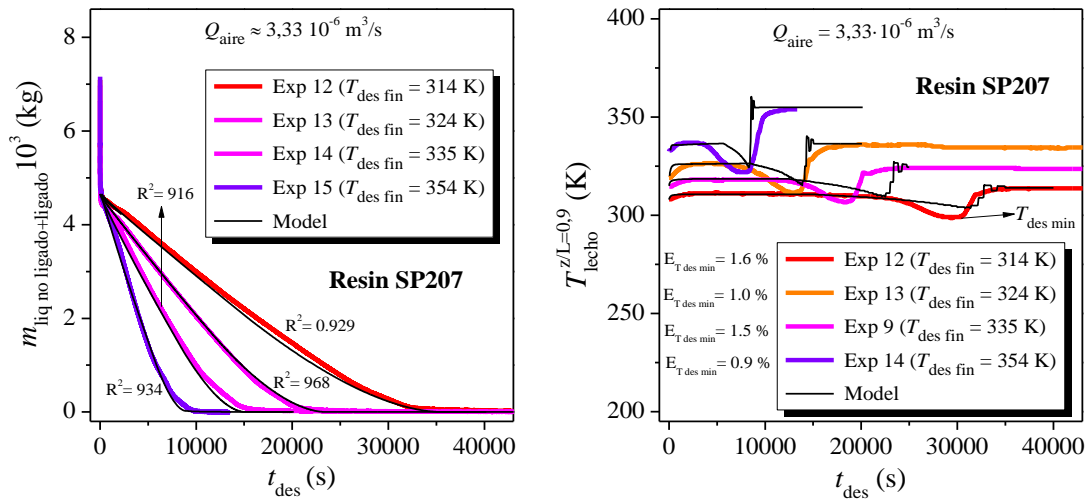 Q_aire ≈ 3,33 10^-6 m^3/s
Exp 12 (T_des fin = 314 K)
Exp 13 (T_des fin = 324 K)
Exp 14 (T_des fin = 335 K)
Exp 15 (T_des fin = 354 K)
Model
R^2= 916
Resin SP207
R^2= 0.929
R^2= 934
R^2= 968
8
6
4
2
0
0 10000 20000 30000 40000
m_liq no ligado+ligado 10^3 (kg)
t_des (s)
Q_aire = 3,33·10^-6 m^3/s
Resin SP207
T_des min
E_T des min= 1.6 %
E_T des min= 1.0 %
E_T des min= 1.5 %
E_T des min= 0.9 %
Exp 12 (T_des fin = 314 K)
Exp 13 (T_des fin = 324 K)
Exp 9 (T_des fin = 335 K)
Exp 14 (T_des fin = 354 K)
Model
400
350
300
250
200
0 10000 20000 30000 40000
T_lecho^z/L=0,9 (K)
t_des (s)